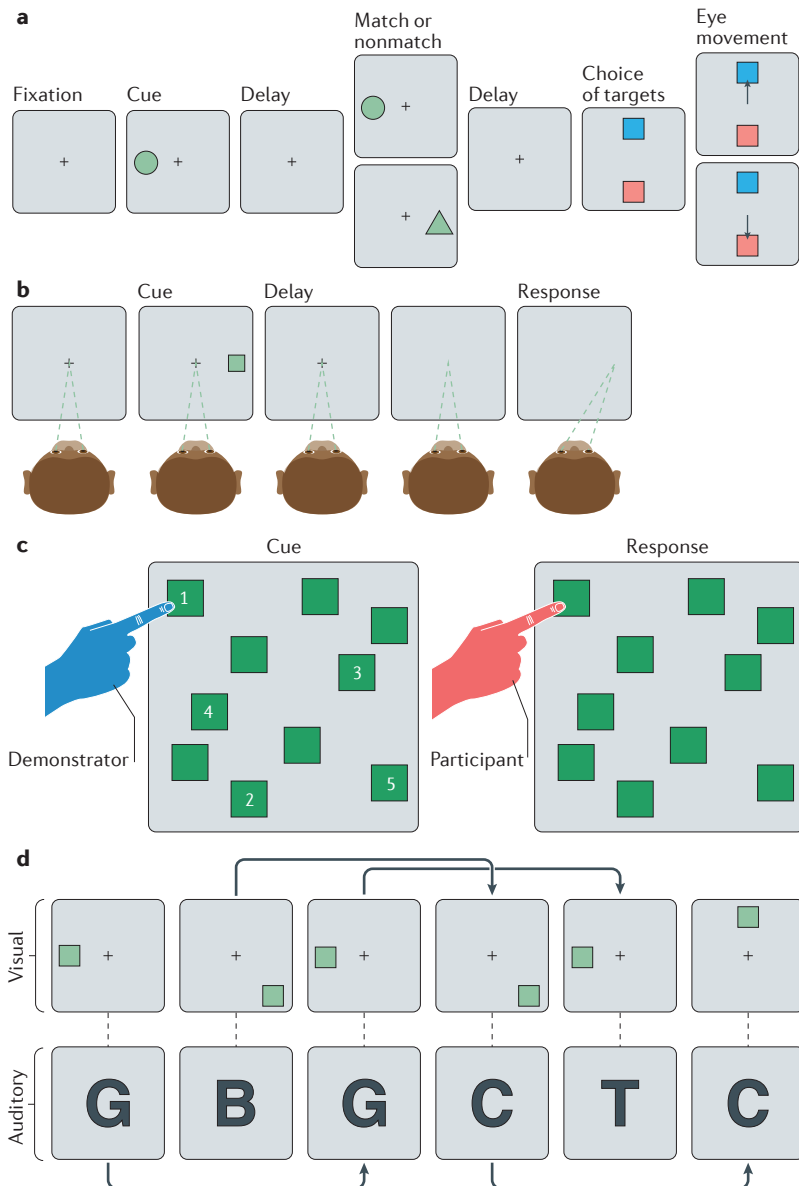 a
Match or
nonmatch
Eye
movement
Fixation
Cue
Delay
Delay
Choice
of targets
b
Cue
Delay
Response
c
Cue
Response
1
3
4
2
5
Demonstrator
Participant
d
Visual
Auditory
G B G C T C